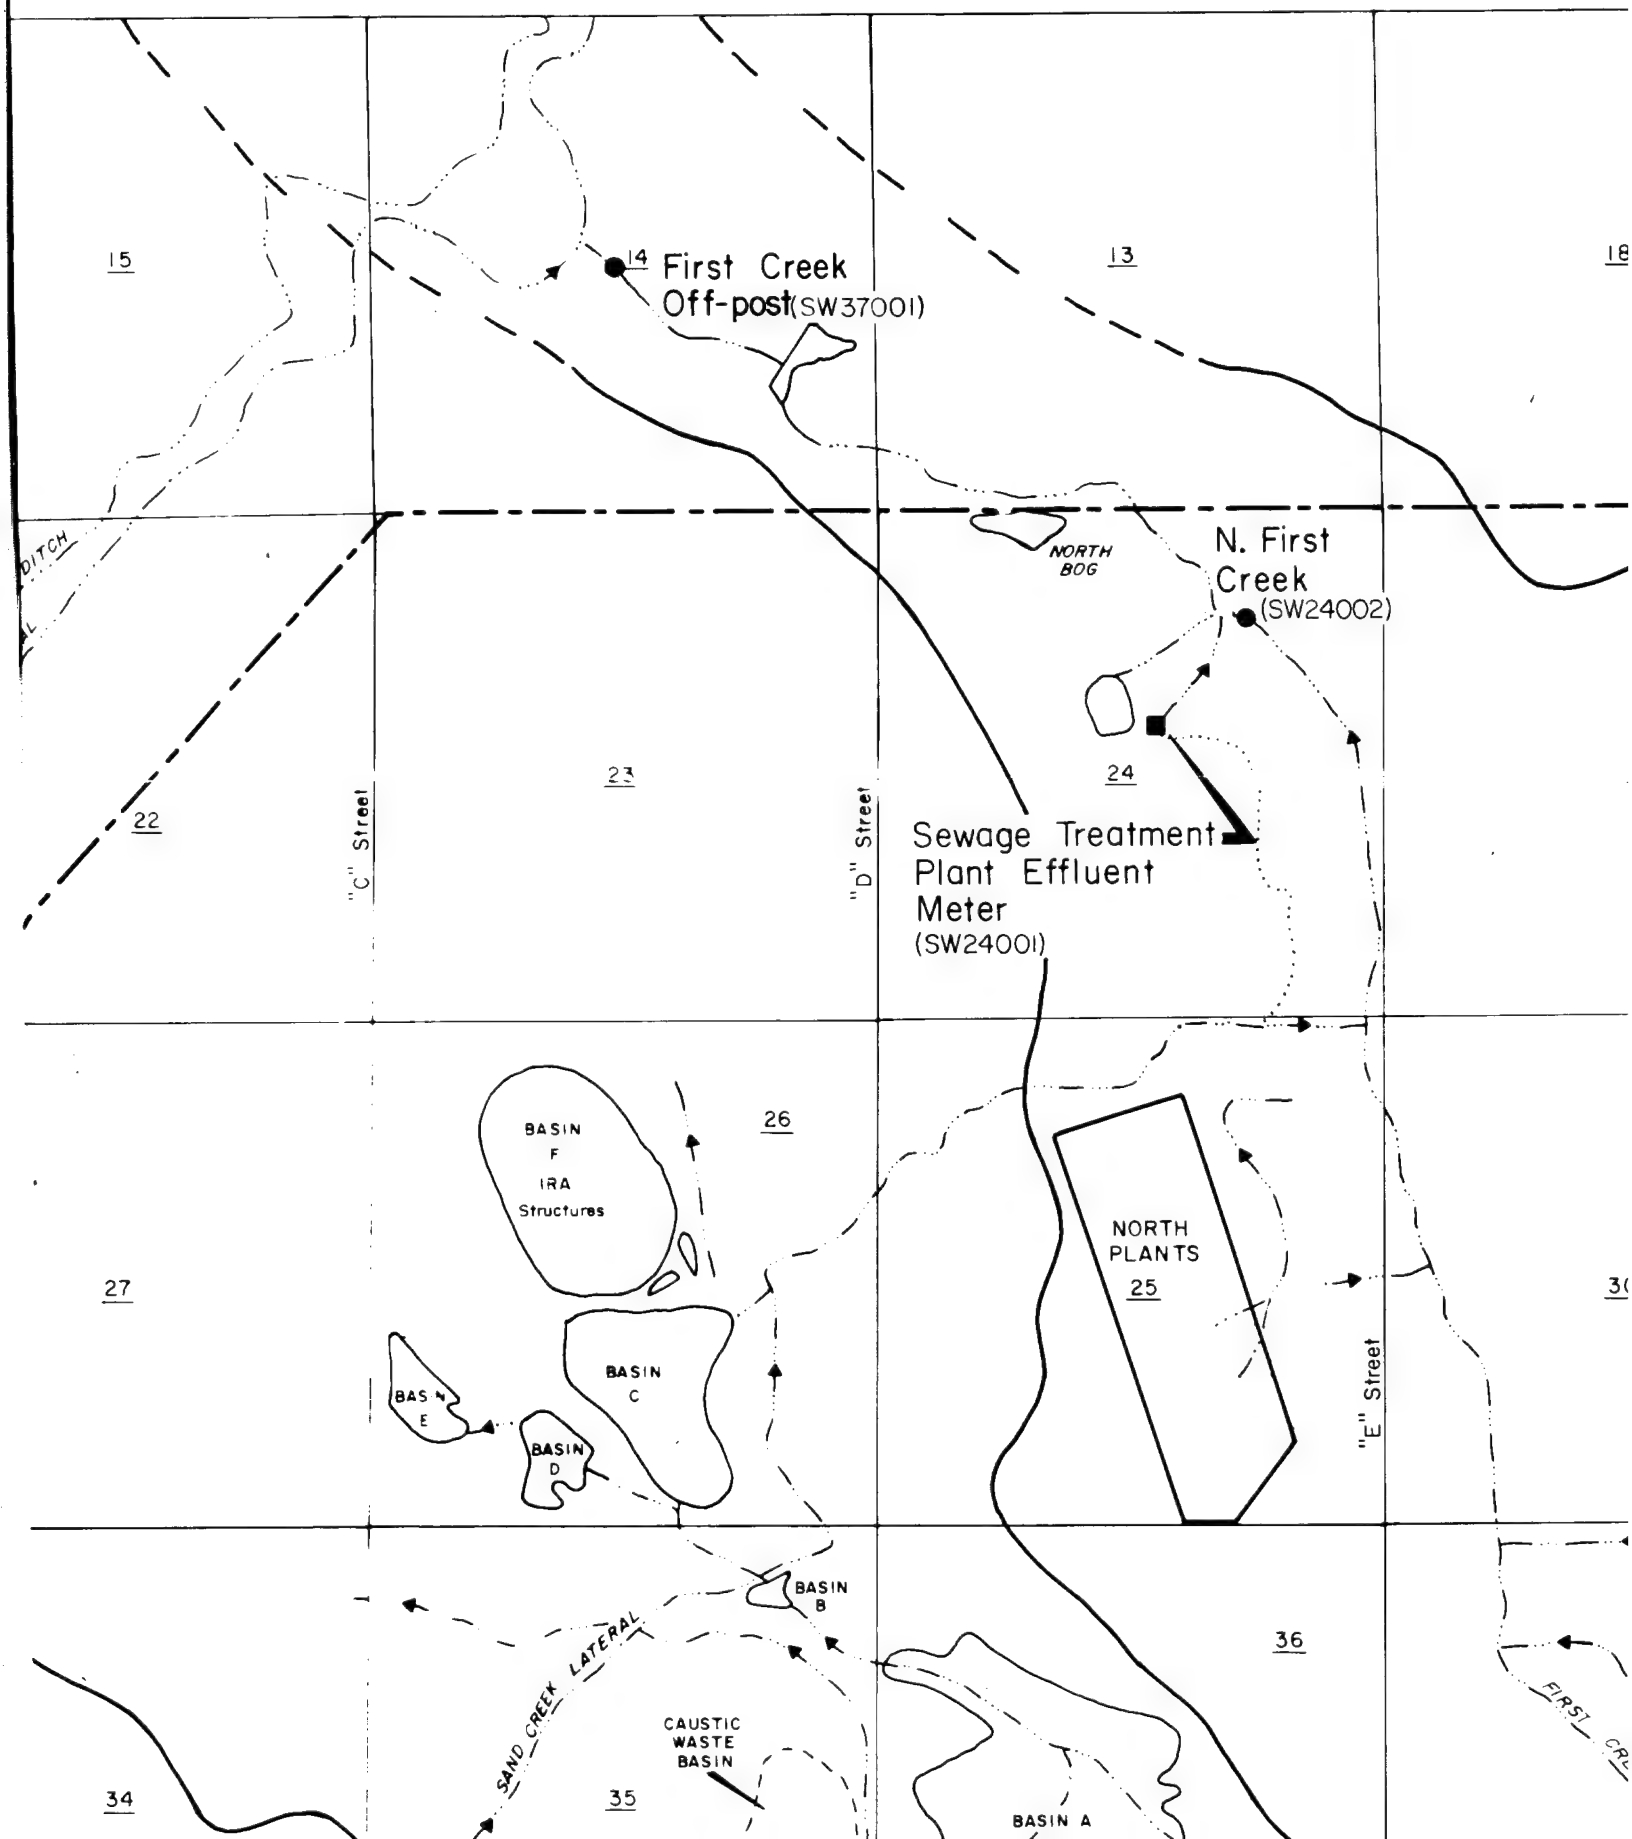 15
14
First Creek
Off-post(SW37001)
13
18
DITCH
AL
NORTH
BOG
N. First
Creek
(SW24002)
22
"C" Street
23
"D" Street
24
Sewage Treatment
Plant Effluent
Meter
(SW24001)
27
BASIN
F
IRA
Structures
26
NORTH
PLANTS
25
30
"E" Street
BASIN
E
BASIN
D
BASIN
C
BASIN
B
SAND CREEK LATERAL
36
FIRST CRE
CAUSTIC
WASTE
BASIN
34
35
BASIN A